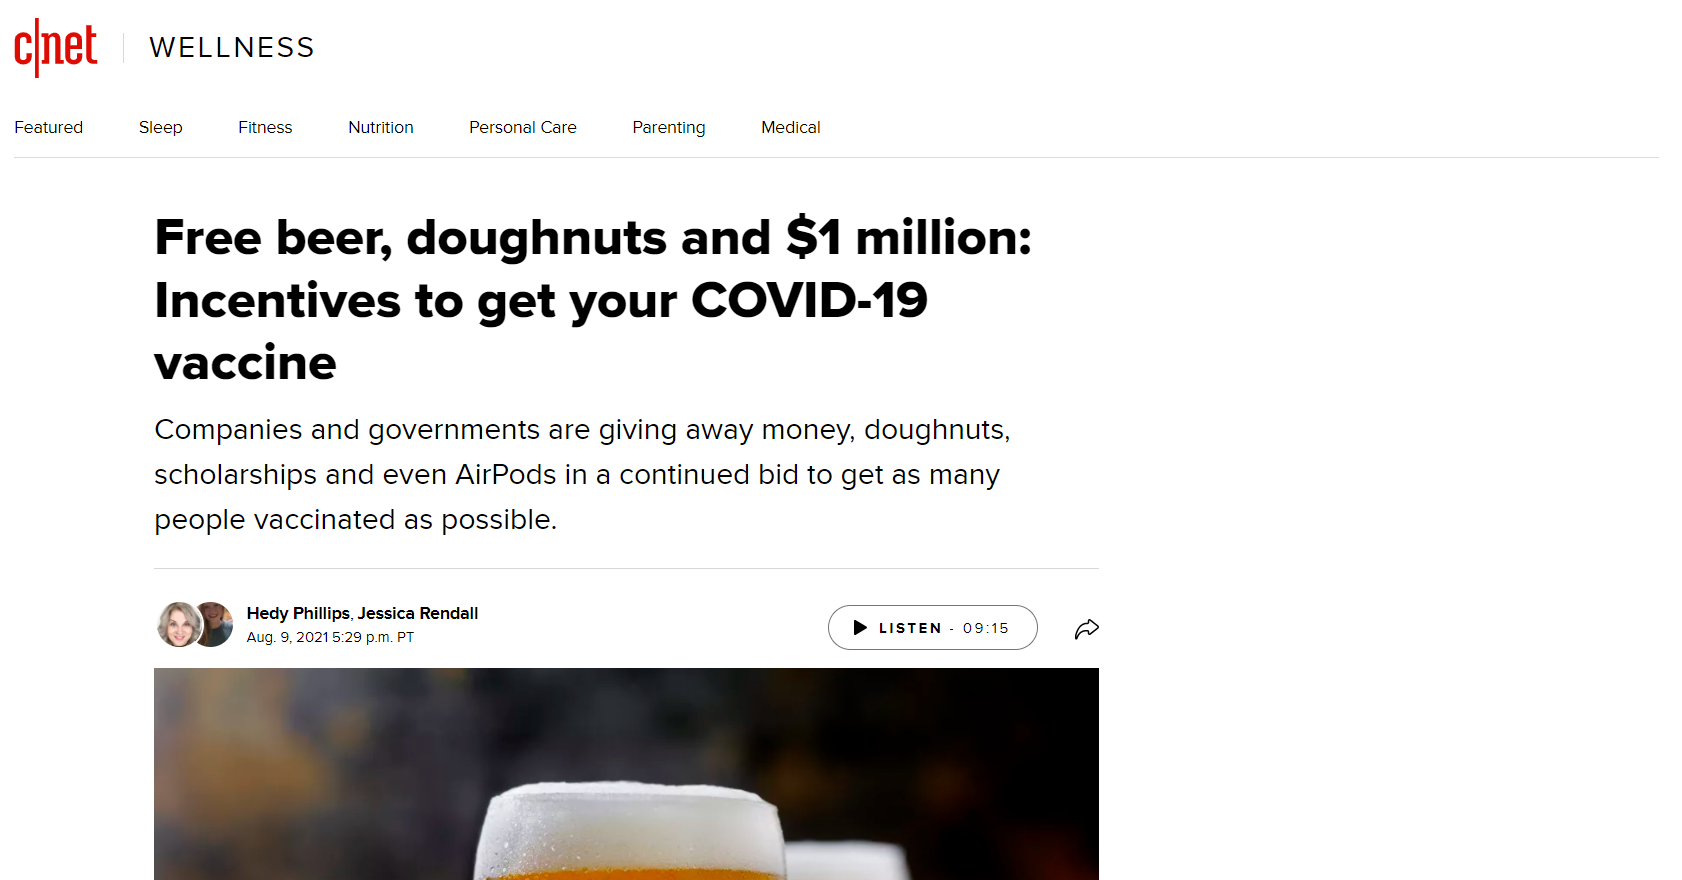 c|net WELLNESS
Featured Sleep Fitness Nutrition Personal Care Parenting Medical
Free beer, doughnuts and $1 million:
Incentives to get your COVID-19
vaccine
Companies and governments are giving away money, doughnuts,
scholarships and even AirPods in a continued bid to get as many
people vaccinated as possible.
Hedy Phillips, Jessica Rendall
Aug. 9, 2021 5:29 p.m. PT
LISTEN - 09:15